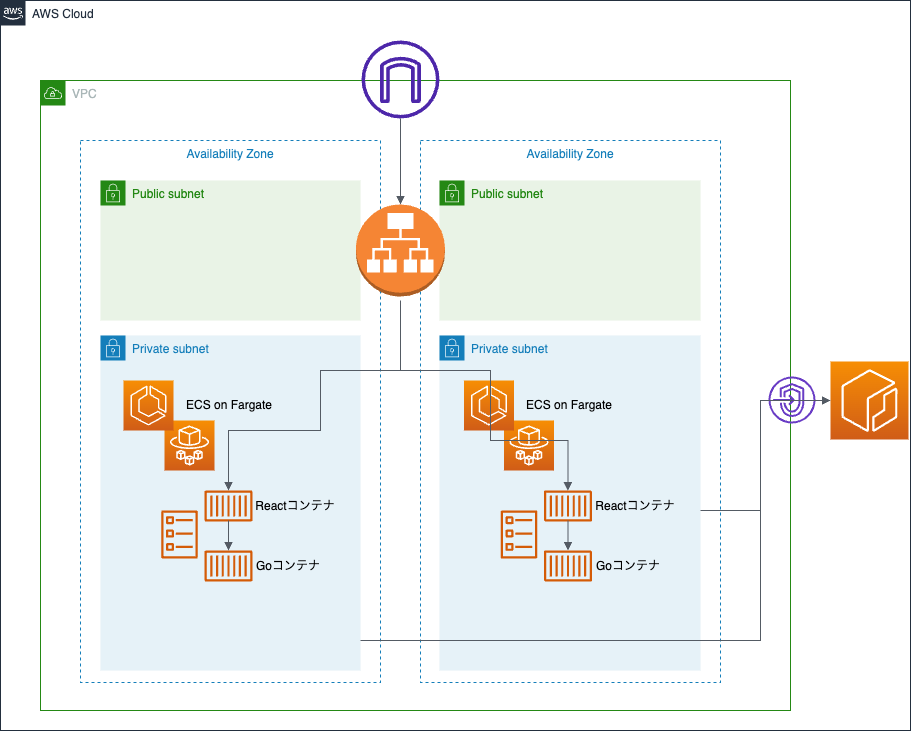 aws
AWS Cloud
VPC
Availability Zone
Availability Zone
Public subnet
Public subnet
Private subnet
Private subnet
ECS on Fargate
ECS on Fargate
Reactコンテナ
Reactコンテナ
Goコンテナ
Goコンテナ